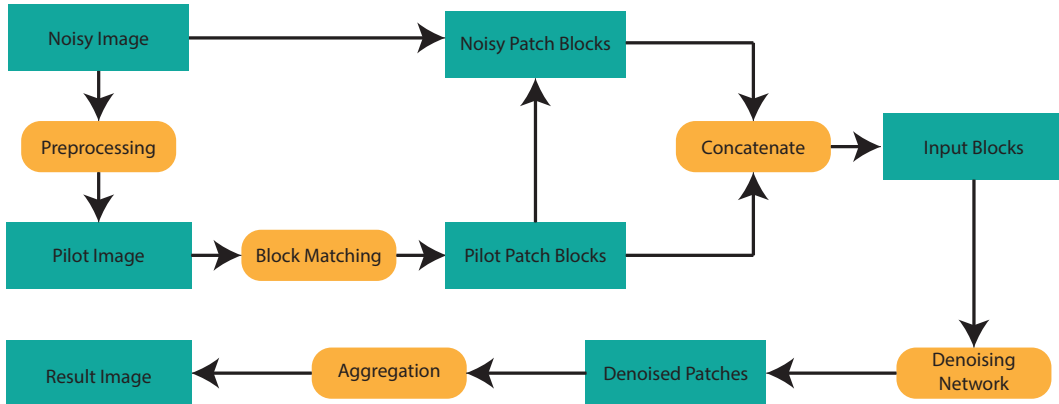 Noisy Image
Noisy Patch Blocks
Preprocessing
Concatenate
Input Blocks
Pilot Image
Block Matching
Pilot Patch Blocks
Result Image
Aggregation
Denoised Patches
Denoising
Network